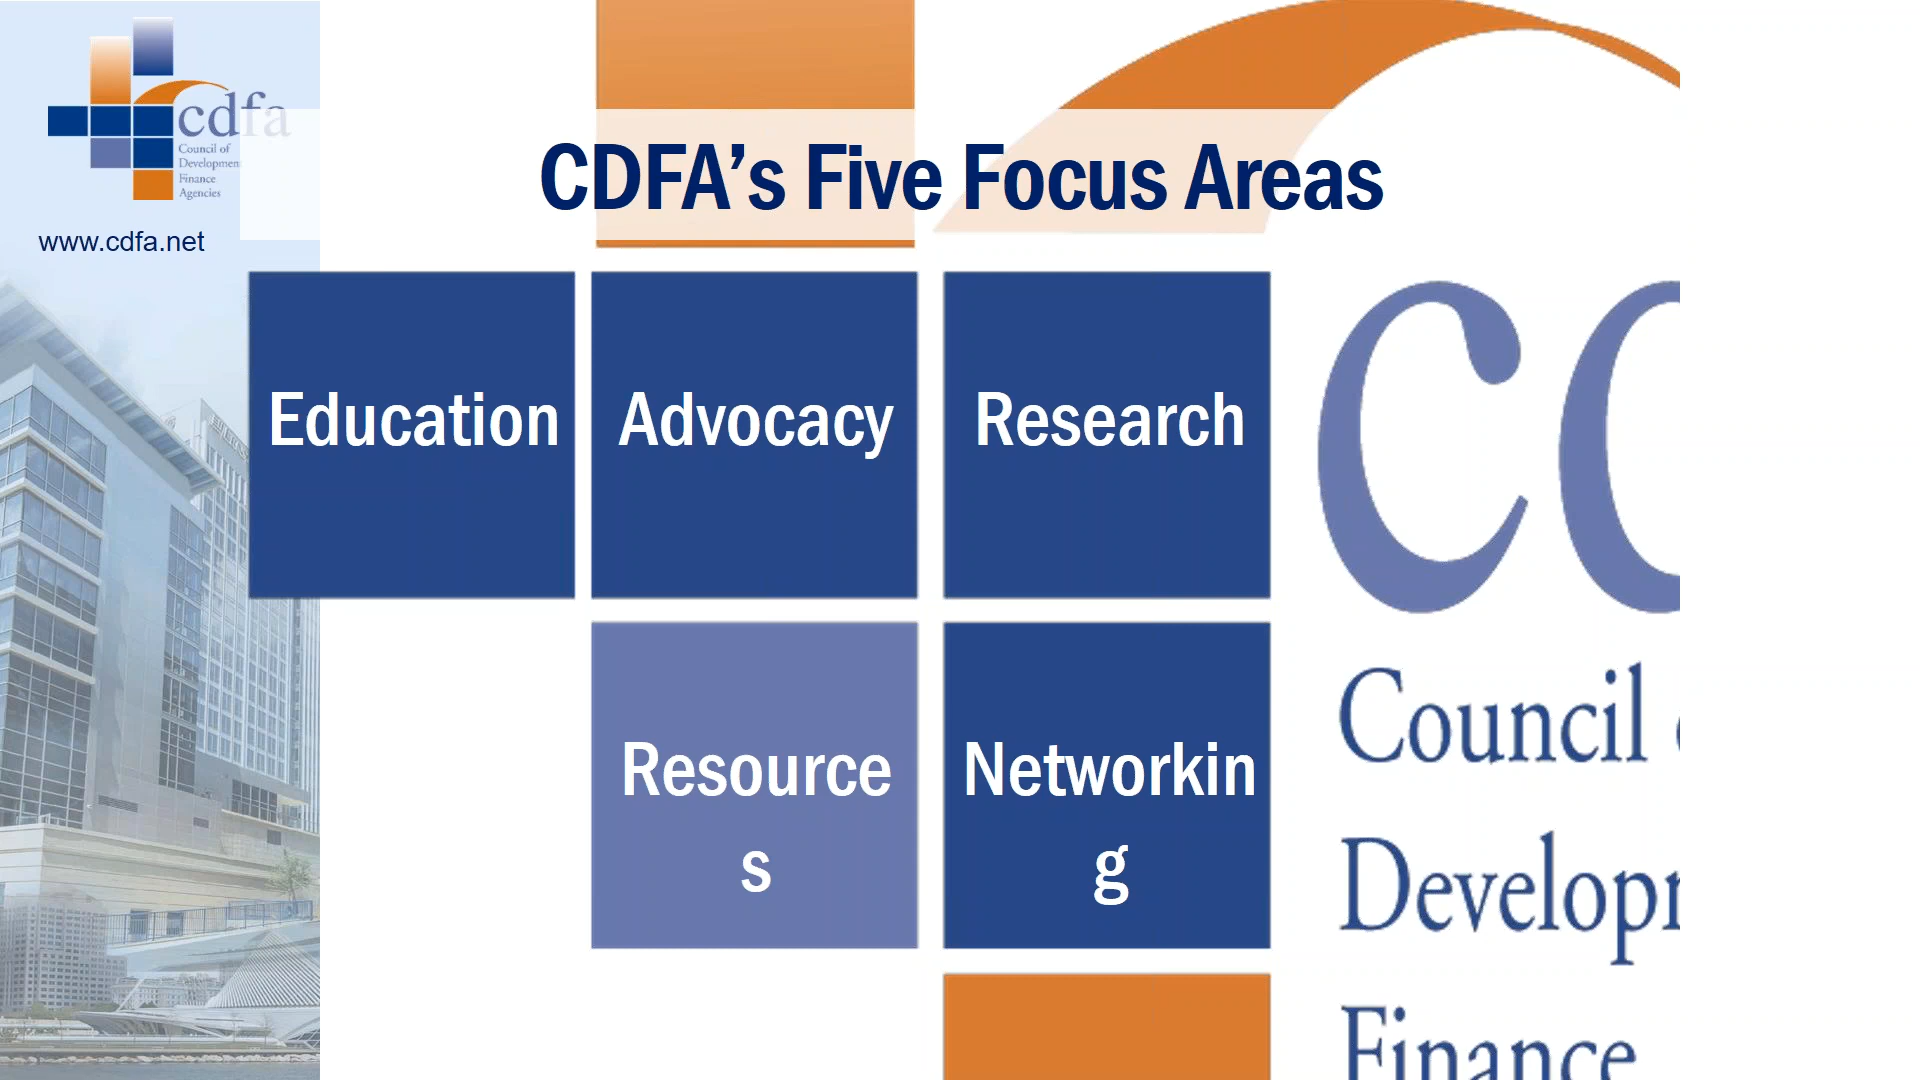 cdfa
Council of
Development
Finance
Agencies
www.cdfa.net
CDFA’s Five Focus Areas
Education
Advocacy
Research
Resource
s
Networkin
g
Council
Develop
Finance